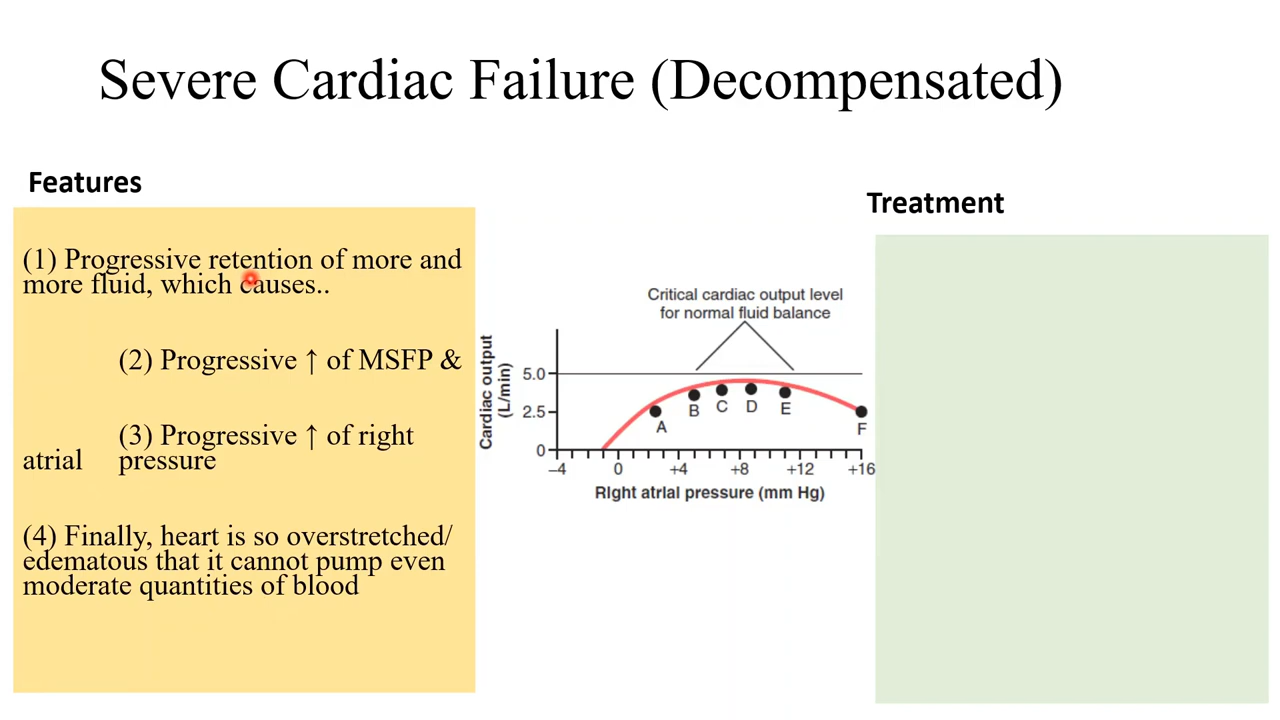 Severe Cardiac Failure (Decompensated)
Features
(1) Progressive retention of more and
more fluid, which causes..
(2) Progressive ↑ of MSFP &
(3) Progressive ↑ of right
atrial pressure
(4) Finally, heart is so overstretched/
edematous that it cannot pump even
moderate quantities of blood
Critical cardiac output level
for normal fluid balance
Cardiac output
(L/min)
5.0
2.5
0
A
B
C
D
E
F
−4
0
+4
+8
+12
+16
Right atrial pressure (mm Hg)
Treatment